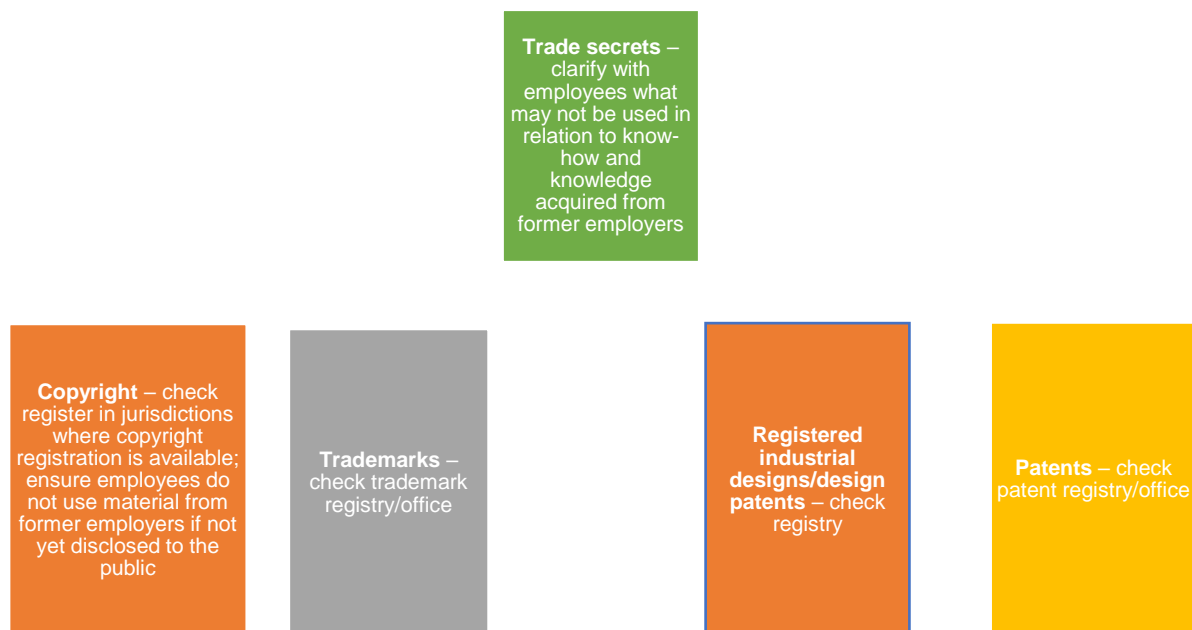 Trade secrets –
clarify with
employees what
may not be used in
relation to know-
how and
knowledge
acquired from
former employers
Copyright – check
register in jurisdictions
where copyright
registration is available;
ensure employees do
not use material from
former employers if not
yet disclosed to the
public
Trademarks –
check trademark
registry/office
Registered
industrial
designs/design
patents – check
registry
Patents – check
patent registry/office